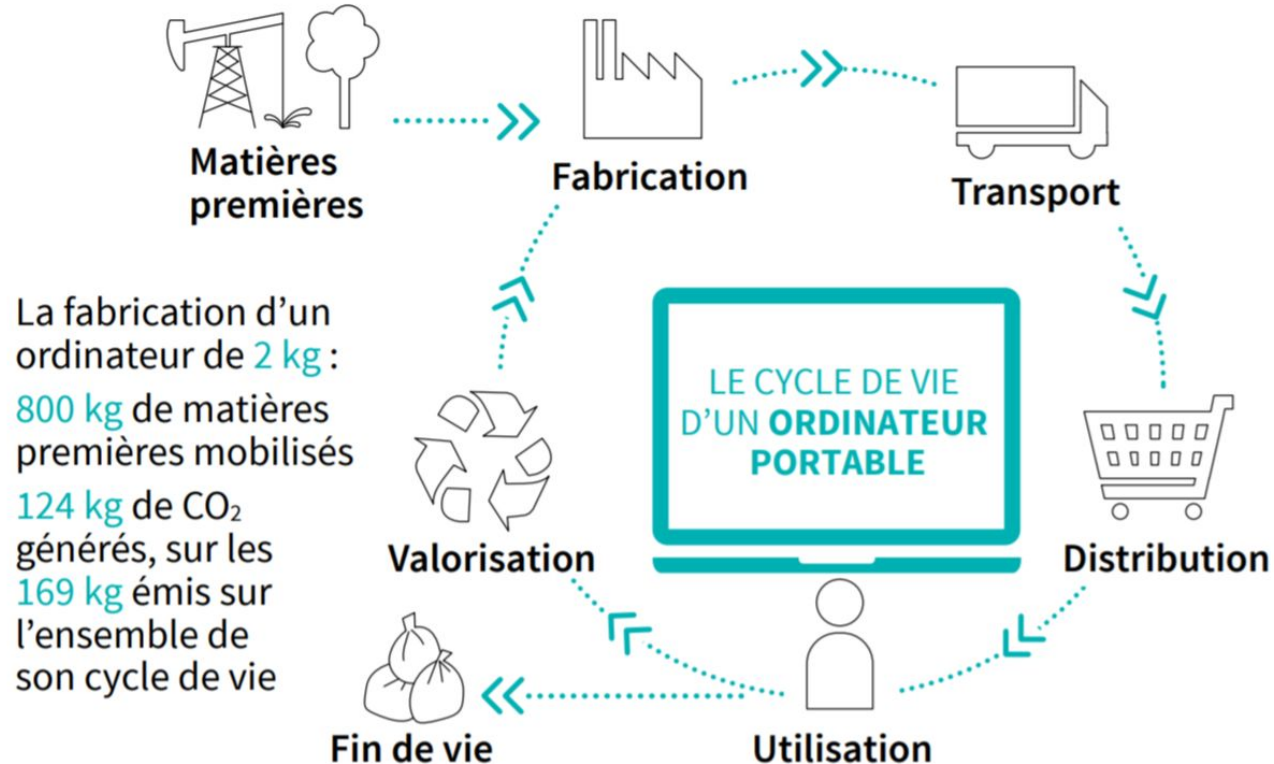 Matières
premières
Fabrication
Transport
La fabrication d’un
ordinateur de 2 kg :
800 kg de matières
premières mobilisés
124 kg de CO₂
générés, sur les
169 kg émis sur
l’ensemble de
son cycle de vie
LE CYCLE DE VIE
D’UN ORDINATEUR
PORTABLE
Valorisation
Distribution
Fin de vie
Utilisation